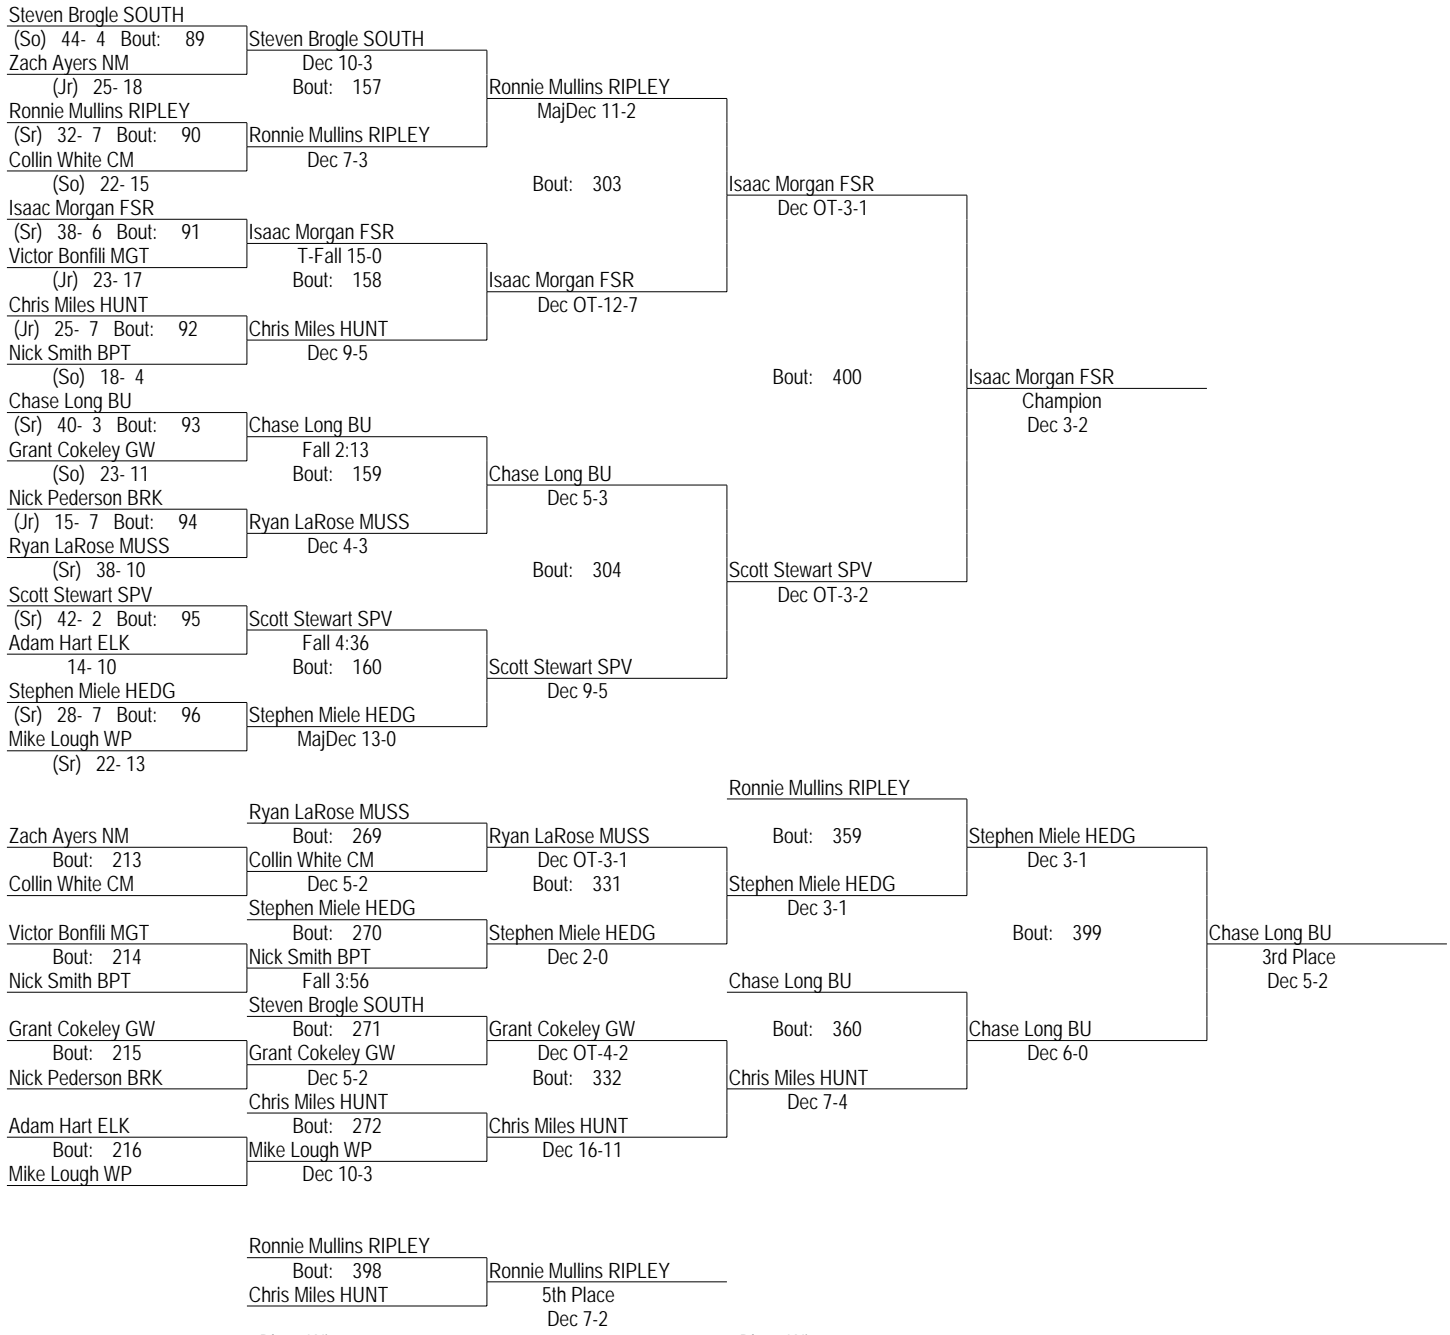 Steven Brogle SOUTH
(So) 44- 4 Bout: 89 Steven Brogle SOUTH
Zach Ayers NM Dec 10-3
(Jr) 25- 18 Bout: 157 Ronnie Mullins RIPLEY
Ronnie Mullins RIPLEY MajDec 11-2
(Sr) 32- 7 Bout: 90 Ronnie Mullins RIPLEY
Collin White CM Dec 7-3
(So) 22- 15 Bout: 303 Isaac Morgan FSR
Isaac Morgan FSR Dec OT-3-1
(Sr) 38- 6 Bout: 91 Isaac Morgan FSR
Victor Bonfili MGT T-Fall 15-0
(Jr) 23- 17 Bout: 158 Isaac Morgan FSR
Chris Miles HUNT Dec OT-12-7
(Jr) 25- 7 Bout: 92 Chris Miles HUNT
Nick Smith BPT Dec 9-5
(So) 18- 4 Bout: 400 Isaac Morgan FSR
Chase Long BU Champion
(Sr) 40- 3 Bout: 93 Chase Long BU Dec 3-2
Grant Cokeley GW Fall 2:13
(So) 23- 11 Bout: 159 Chase Long BU
Nick Pederson BRK Dec 5-3
(Jr) 15- 7 Bout: 94 Ryan LaRose MUSS
Ryan LaRose MUSS Dec 4-3
(Sr) 38- 10 Bout: 304 Scott Stewart SPV
Scott Stewart SPV Dec OT-3-2
(Sr) 42- 2 Bout: 95 Scott Stewart SPV
Adam Hart ELK Fall 4:36
14- 10 Bout: 160 Scott Stewart SPV
Stephen Miele HEDG Dec 9-5
(Sr) 28- 7 Bout: 96 Stephen Miele HEDG
Mike Lough WP MajDec 13-0
(Sr) 22- 13
Ronnie Mullins RIPLEY
Ryan LaRose MUSS
Zach Ayers NM Bout: 269 Ryan LaRose MUSS Bout: 359 Stephen Miele HEDG
Bout: 213 Collin White CM Dec OT-3-1 Dec 3-1
Collin White CM Dec 5-2 Bout: 331 Stephen Miele HEDG
Stephen Miele HEDG Dec 3-1
Victor Bonfili MGT Bout: 270 Stephen Miele HEDG Bout: 399 Chase Long BU
Bout: 214 Nick Smith BPT Dec 2-0 3rd Place
Nick Smith BPT Fall 3:56 Chase Long BU Dec 5-2
Steven Brogle SOUTH
Grant Cokeley GW Bout: 271 Grant Cokeley GW Bout: 360 Chase Long BU
Bout: 215 Grant Cokeley GW Dec OT-4-2 Dec 6-0
Nick Pederson BRK Dec 5-2 Bout: 332 Chris Miles HUNT
Chris Miles HUNT Dec 7-4
Adam Hart ELK Bout: 272 Chris Miles HUNT
Bout: 216 Mike Lough WP Dec 16-11
Mike Lough WP Dec 10-3
Ronnie Mullins RIPLEY
Bout: 398 Ronnie Mullins RIPLEY
Chris Miles HUNT 5th Place
Dec 7-2